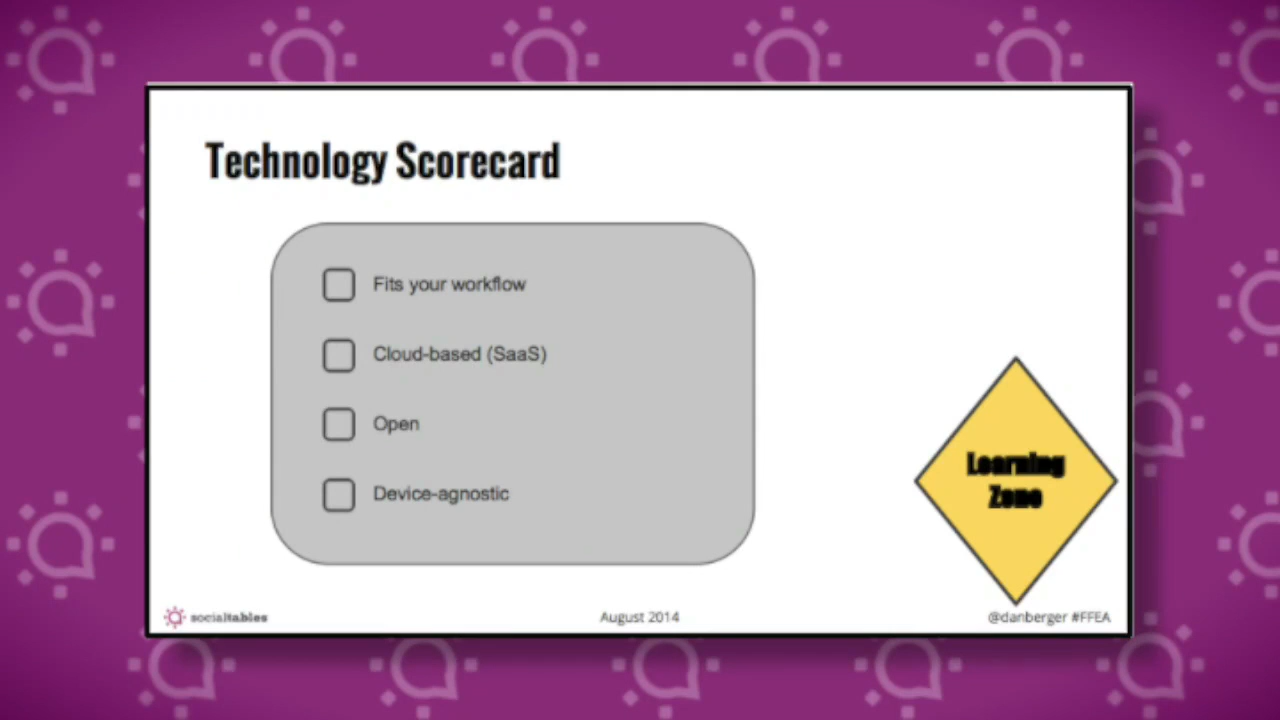 Technology Scorecard
Fits your workflow
Cloud-based (SaaS)
Open
Device-agnostic
Learning
Zone
socialtables
August 2014
@danberger #FFEA